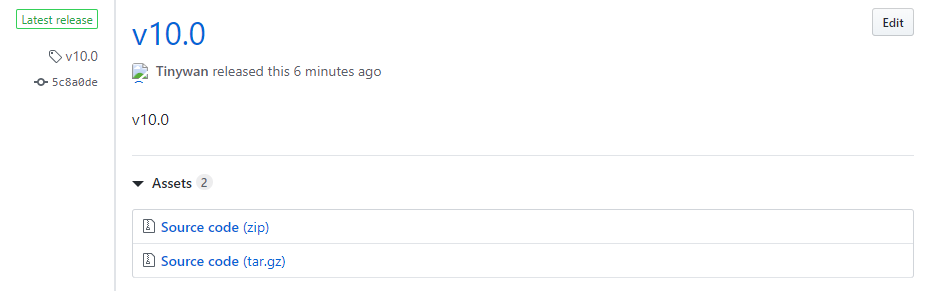 Latest release
v10.0
5c8a0de
v10.0
Edit
Tinywan released this 6 minutes ago
v10.0
Assets 2
Source code (zip)
Source code (tar.gz)